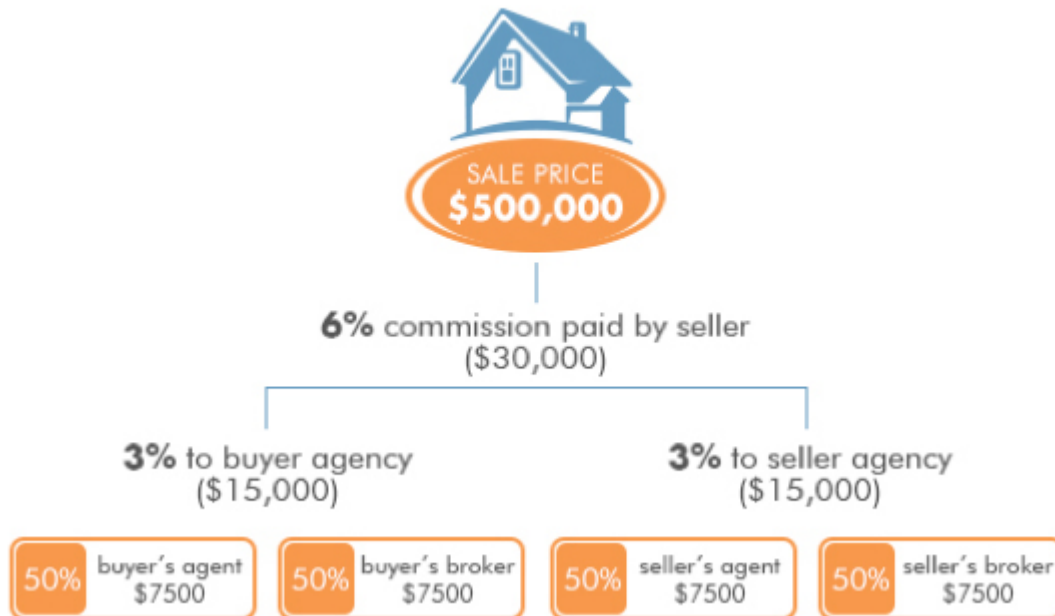 SALE PRICE
$500,000
6% commission paid by seller
($30,000)
3% to buyer agency
($15,000)
3% to seller agency
($15,000)
50%
buyer's agent
$7500
50%
buyer's broker
$7500
50%
seller's agent
$7500
50%
seller's broker
$7500